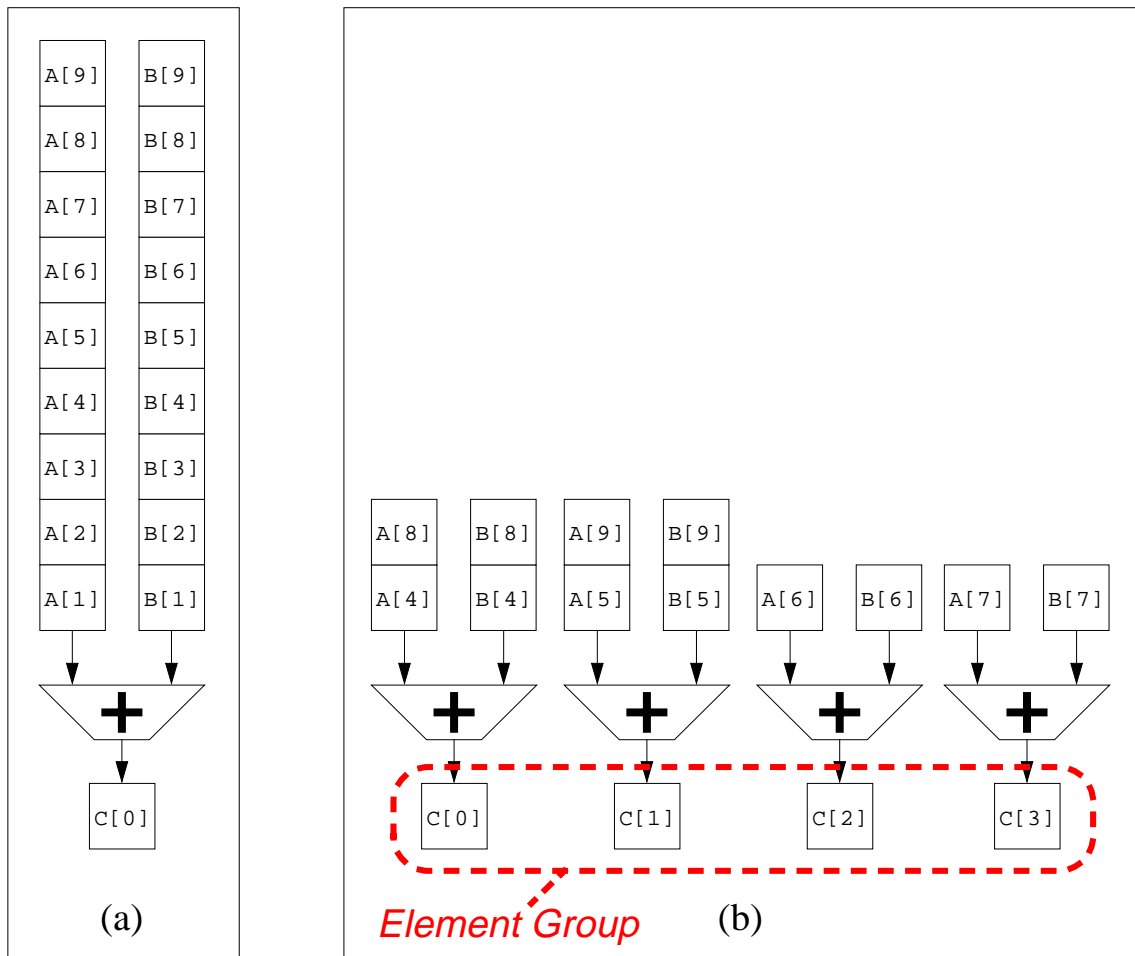 A[9] B[9]
A[8] B[8]
A[7] B[7]
A[6] B[6]
A[5] B[5]
A[4] B[4]
A[3] B[3]
A[2] B[2]
A[1] B[1]
+
C[0]
(a)
A[8] B[8] A[9] B[9]
A[4] B[4] A[5] B[5] A[6] B[6] A[7] B[7]
+ + + +
C[0] C[1] C[2] C[3]
Element Group
(b)